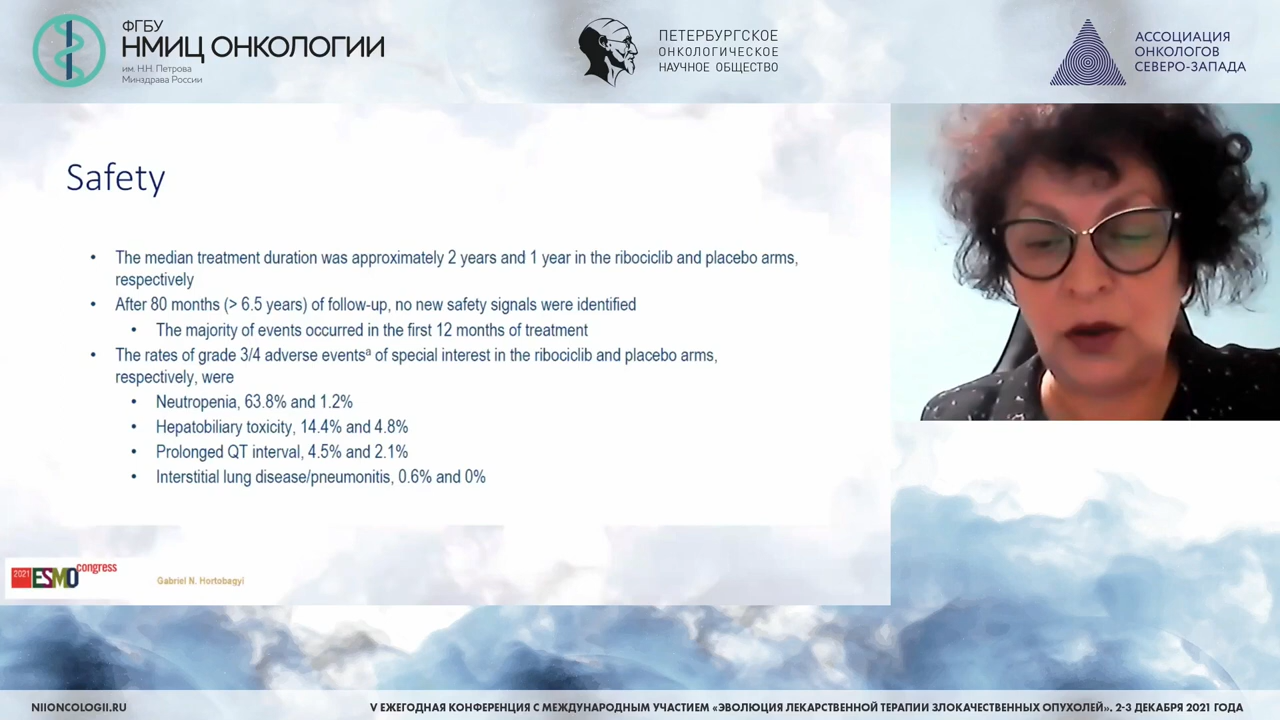 ФГБУ
НМИЦ ОНКОЛОГИИ
им. Н.Н. Петрова
Минздрава России
ПЕТЕРБУРГСКОЕ
ОНКОЛОГИЧЕСКОЕ
НАУЧНОЕ ОБЩЕСТВО
АССОЦИАЦИЯ
ОНКОЛОГОВ
СЕВЕРО-ЗАПАДА
Safety
• The median treatment duration was approximately 2 years and 1 year in the ribociclib and placebo arms,
respectively
• After 80 months (> 6.5 years) of follow-up, no new safety signals were identified
• The majority of events occurred in the first 12 months of treatment
• The rates of grade 3/4 adverse eventsª of special interest in the ribociclib and placebo arms,
respectively, were
• Neutropenia, 63.8% and 1.2%
• Hepatobiliary toxicity, 14.4% and 4.8%
• Prolonged QT interval, 4.5% and 2.1%
• Interstitial lung disease/pneumonitis, 0.6% and 0%
2021 ESMO congress
Gabriel N. Hortobagyi
NIIONCOLOGII.RU
V ЕЖЕГОДНАЯ КОНФЕРЕНЦИЯ С МЕЖДУНАРОДНЫМ УЧАСТИЕМ «ЭВОЛЮЦИЯ ЛЕКАРСТВЕННОЙ ТЕРАПИИ ЗЛОКАЧЕСТВЕННЫХ ОПУХОЛЕЙ». 2-3 ДЕКАБРЯ 2021 ГОДА